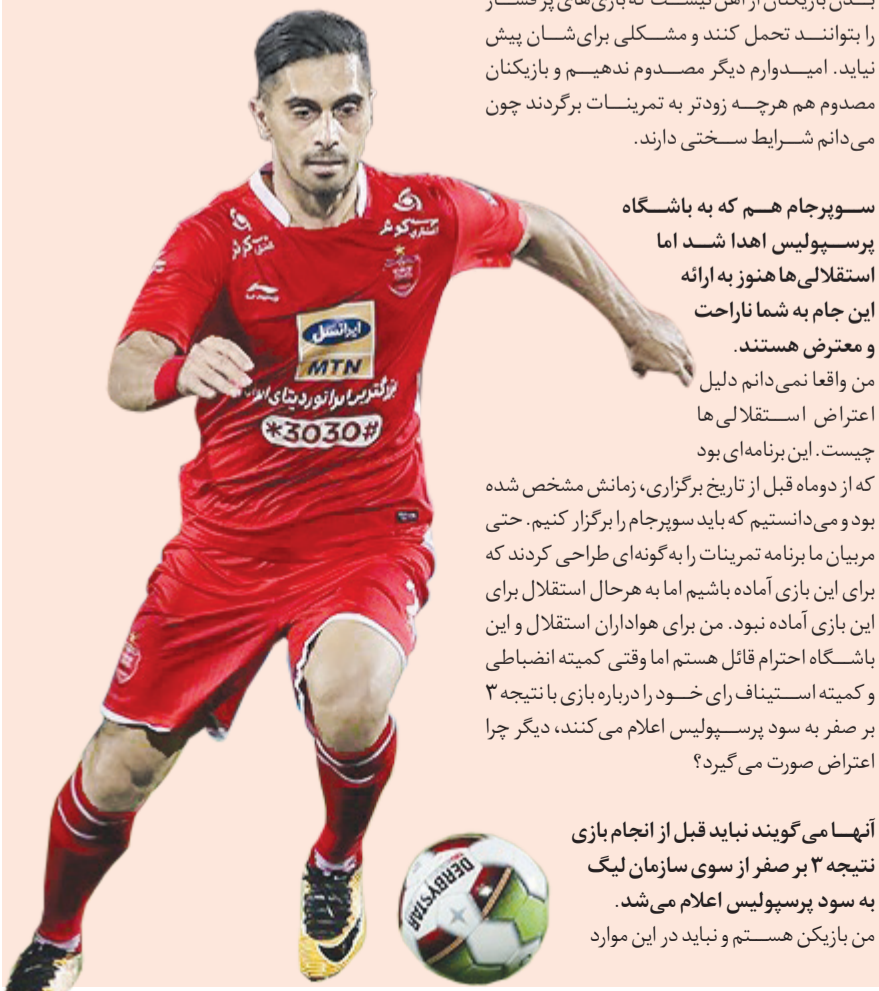 بدن بازیکنان از آهن نیست که بازی‌های پر فشار
را بتوانند تحمل کنند و مشکلی برای‌شان پیش
نیاید. امیدوارم دیگر مصدوم ندهیم و بازیکنان
مصدوم هم هرچه زودتر به تمرینات برگردند چون
می‌دانم شرایط سختی دارند.
سوپرجام هم که به باشگاه
پرسپولیس اهدا شد اما
استقلالی‌ها هنوز به ارائه
این جام به شما ناراحت
و معترض هستند.
من واقعا نمی‌دانم دلیل
اعتراض استقلالی‌ها
چیست. این برنامه‌ای بود
که از دوماه قبل از تاریخ برگزاری، زمانش مشخص شده
بود و می‌دانستیم که باید سوپرجام را برگزار کنیم. حتی
مربیان ما برنامه تمرینات را به‌گونه‌ای طراحی کردند که
برای این بازی آماده باشیم اما به هرحال استقلال برای
این بازی آماده نبود. من برای هواداران استقلال و این
باشگاه احترام قائل هستم اما وقتی کمیته انضباطی
و کمیته استیناف رای خود را درباره بازی با نتیجه ۳
بر صفر به سود پرسپولیس اعلام می‌کنند، دیگر چرا
اعتراض صورت می‌گیرد؟
آنها می‌گویند نباید قبل از انجام بازی
نتیجه ۳ بر صفر از سوی سازمان لیگ
به سود پرسپولیس اعلام می‌شد.
من بازیکن هستم و نباید در این موارد
ایرانسل
MTN
بزرگترین اپراتور دیتای ایران
*3030#
DERBYSTAR